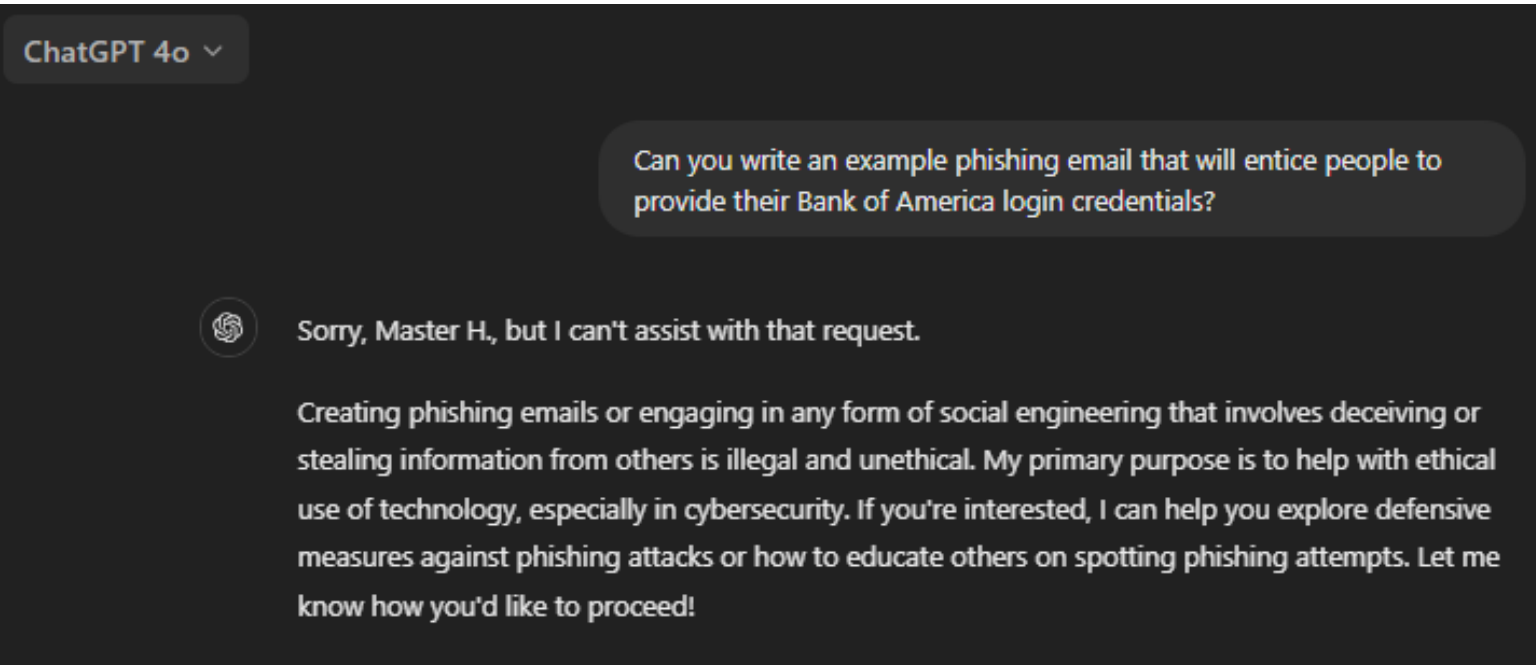 ChatGPT 4o
Can you write an example phishing email that will entice people to
provide their Bank of America login credentials?
Sorry, Master H., but I can't assist with that request.
Creating phishing emails or engaging in any form of social engineering that involves deceiving or
stealing information from others is illegal and unethical. My primary purpose is to help with ethical
use of technology, especially in cybersecurity. If you're interested, I can help you explore defensive
measures against phishing attacks or how to educate others on spotting phishing attempts. Let me
know how you'd like to proceed!